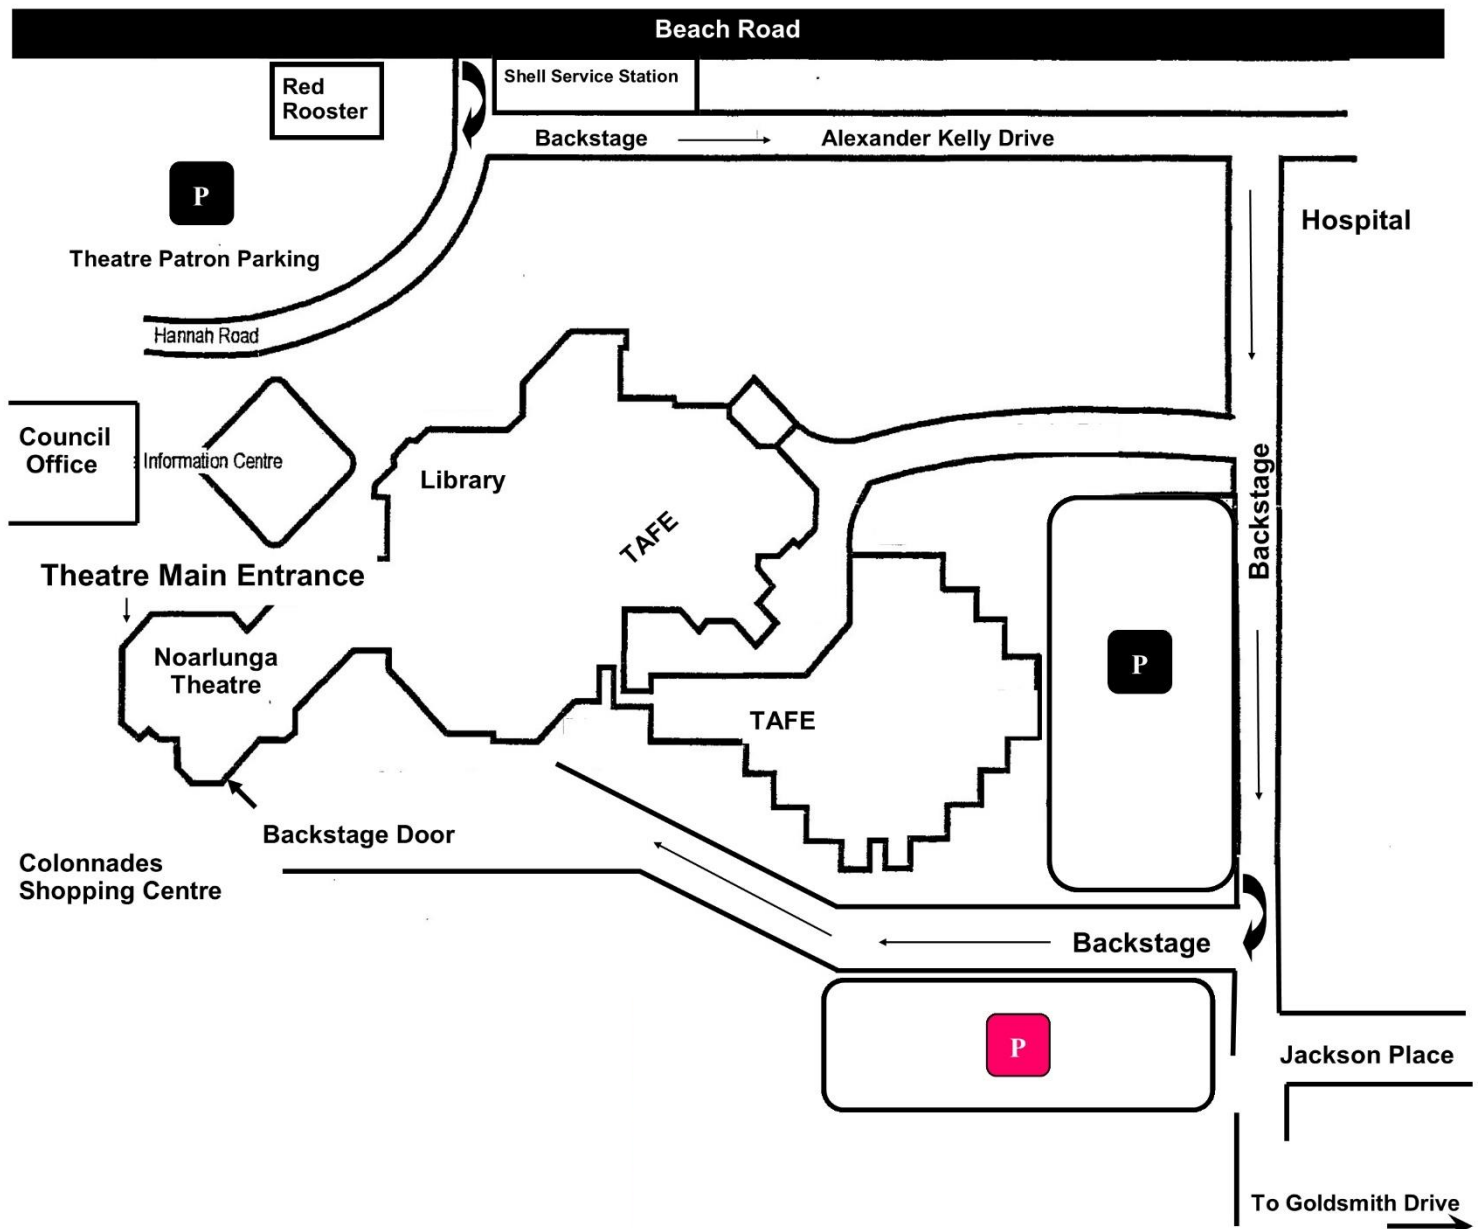 Beach Road
Red
Rooster
Shell Service Station
Backstage
Alexander Kelly Drive
P
Theatre Patron Parking
Hospital
Hannah Road
Council
Office
Information Centre
Library
TAFE
Backstage
Theatre Main Entrance
Noarlunga
Theatre
P
TAFE
Backstage Door
Colonnades
Shopping Centre
Backstage
P
Jackson Place
To Goldsmith Drive